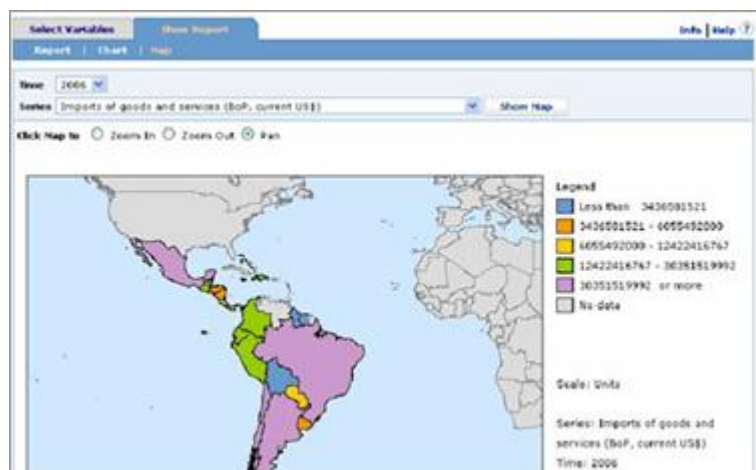 Select Variables Show Report Info | Help ?
Report | Chart | Map
Time 2006
Series Imports of goods and services (BoP, current US$) Show Map
Click Map to Zoom In Zoom Out Pan
Legend
Less than 3436581521
3436581521 - 6055492000
6055492000 - 12422416767
12422416767 - 30351519992
30351519992 or more
No data
Scale: Units
Series: Imports of goods and
services (BoP, current US$)
Time: 2006